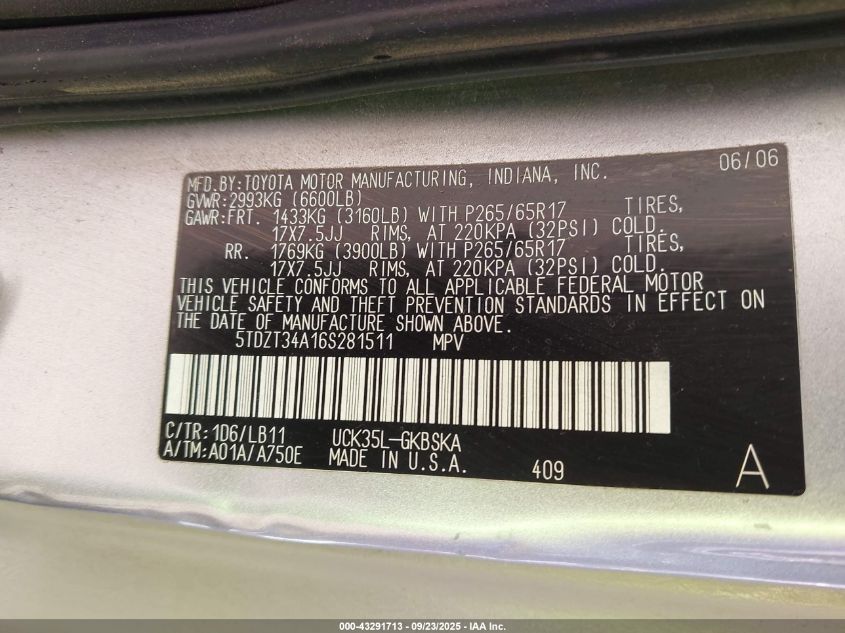 06/06
MFD.BY:TOYOTA MOTOR MANUFACTURING, INDIANA, INC.
GVWR:2993KG (6600LB)
GAWR:FRT. 1433KG (3160LB) WITH P265/65R17 TIRES,
17X7.5JJ RIMS, AT 220KPA (32PSI) COLD.
RR. 1769KG (3900LB) WITH P265/65R17 TIRES,
17X7.5JJ RIMS, AT 220KPA (32PSI) COLD.
THIS VEHICLE CONFORMS TO ALL APPLICABLE FEDERAL MOTOR
VEHICLE SAFETY AND THEFT PREVENTION STANDARDS IN EFFECT ON
THE DATE OF MANUFACTURE SHOWN ABOVE.
5TDZT34A16S281511 MPV
C/TR:1D6/LB11 UCK35L-GKBSKA
A/TM:A01A/A750E MADE IN U.S.A. 409 A
000-43291713 - 09/23/2025 - IAA Inc.